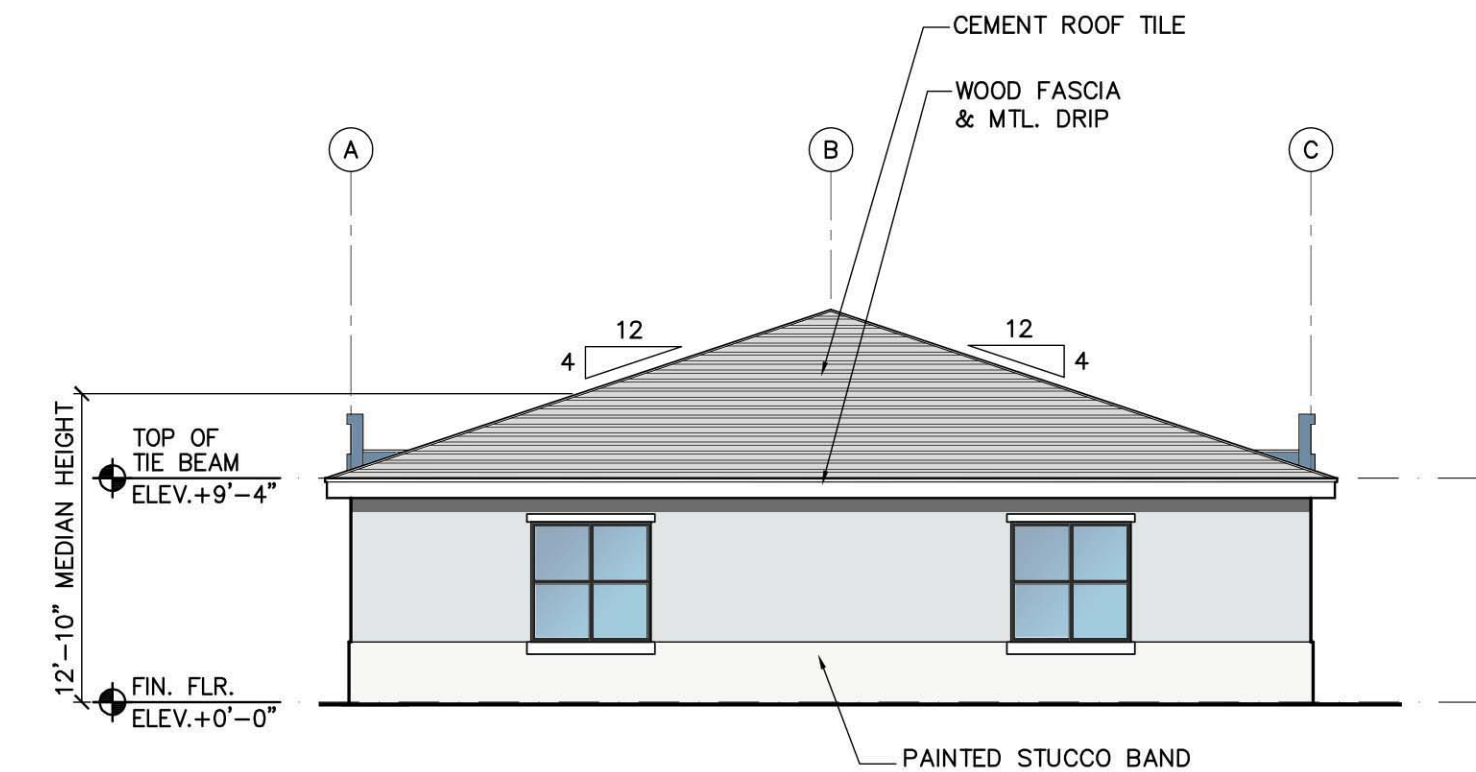 CEMENT ROOF TILE
WOOD FASCIA
& MTL. DRIP
A
B
C
12
4
12
4
12'-10" MEDIAN HEIGHT
TOP OF
TIE BEAM
ELEV.+9'-4"
FIN. FLR.
ELEV.+0'-0"
PAINTED STUCCO BAND